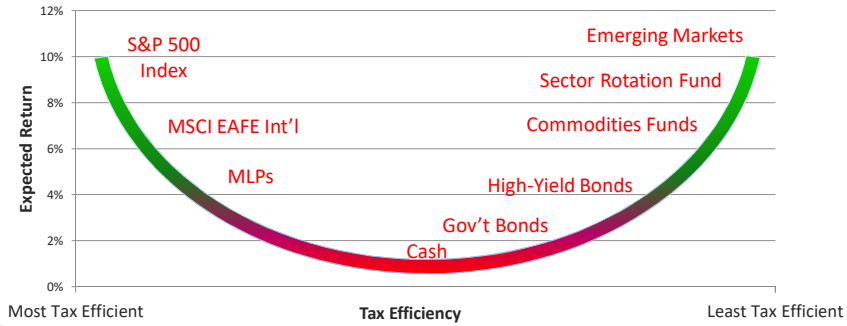 12%
10%
8%
6%
4%
2%
0%
Expected Return
S&P 500
Index
MSCI EAFE Int'l
MLPs
Cash
Gov't Bonds
High-Yield Bonds
Commodities Funds
Sector Rotation Fund
Emerging Markets
Most Tax Efficient
Tax Efficiency
Least Tax Efficient